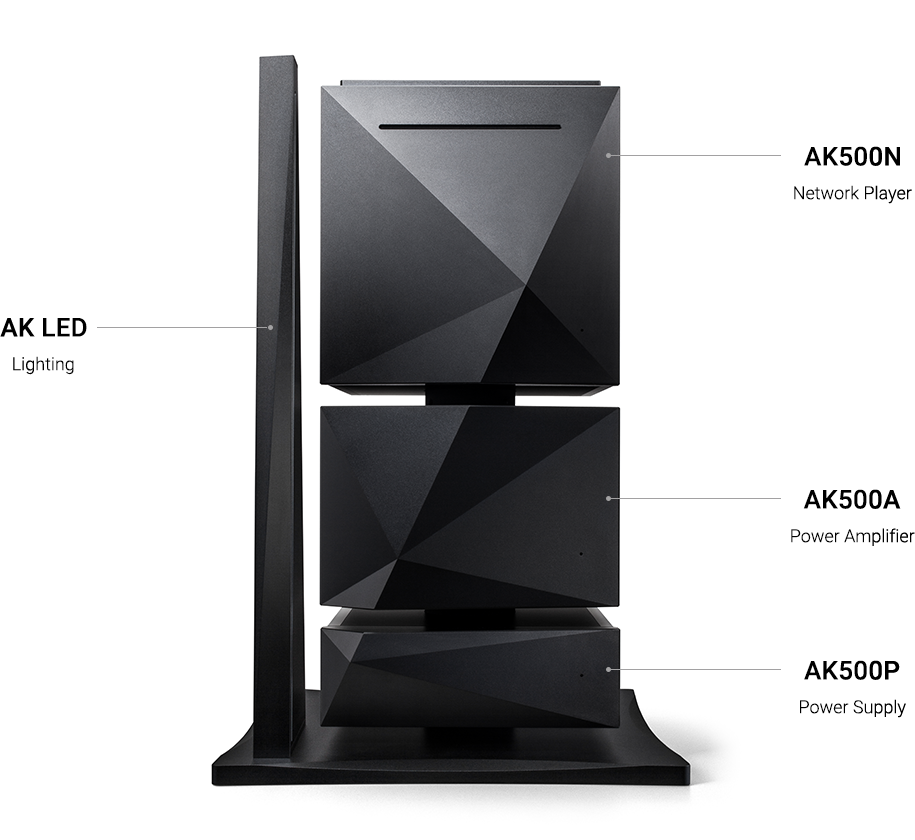 AK500N
Network Player
AK LED
Lighting
AK500A
Power Amplifier
AK500P
Power Supply